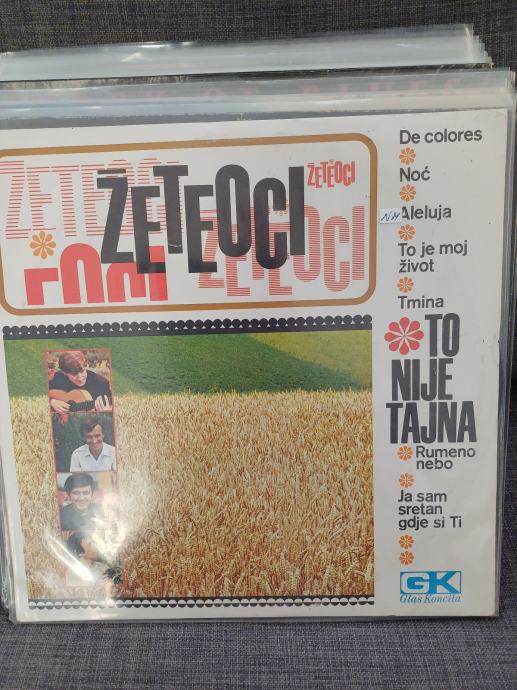 ŽETEOCI
ŽETEOCI
ŽETEOCI
ŽETEOCI
De colores
Noć
Aleluja
To je moj
život
Tmina
TO
NIJE
TAJNA
Rumeno
nebo
Ja sam
sretan
gdje si Ti
NM
GK
Glas Koncila